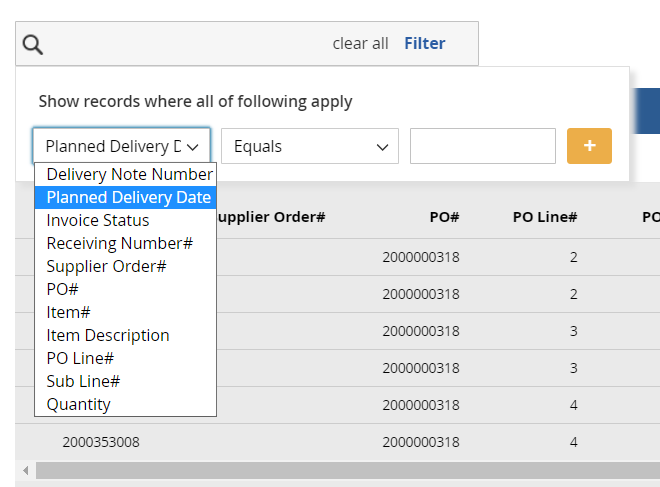 clear all Filter
Show records where all of following apply
Planned Delivery D Equals +
Delivery Note Number
Planned Delivery Date
Invoice Status
Receiving Number#
Supplier Order#
PO#
Item#
Item Description
PO Line#
Sub Line#
Quantity
upplier Order# PO# PO Line# PO
2000000318 2
2000000318 2
2000000318 3
2000000318 3
2000000318 4
2000353008 2000000318 4